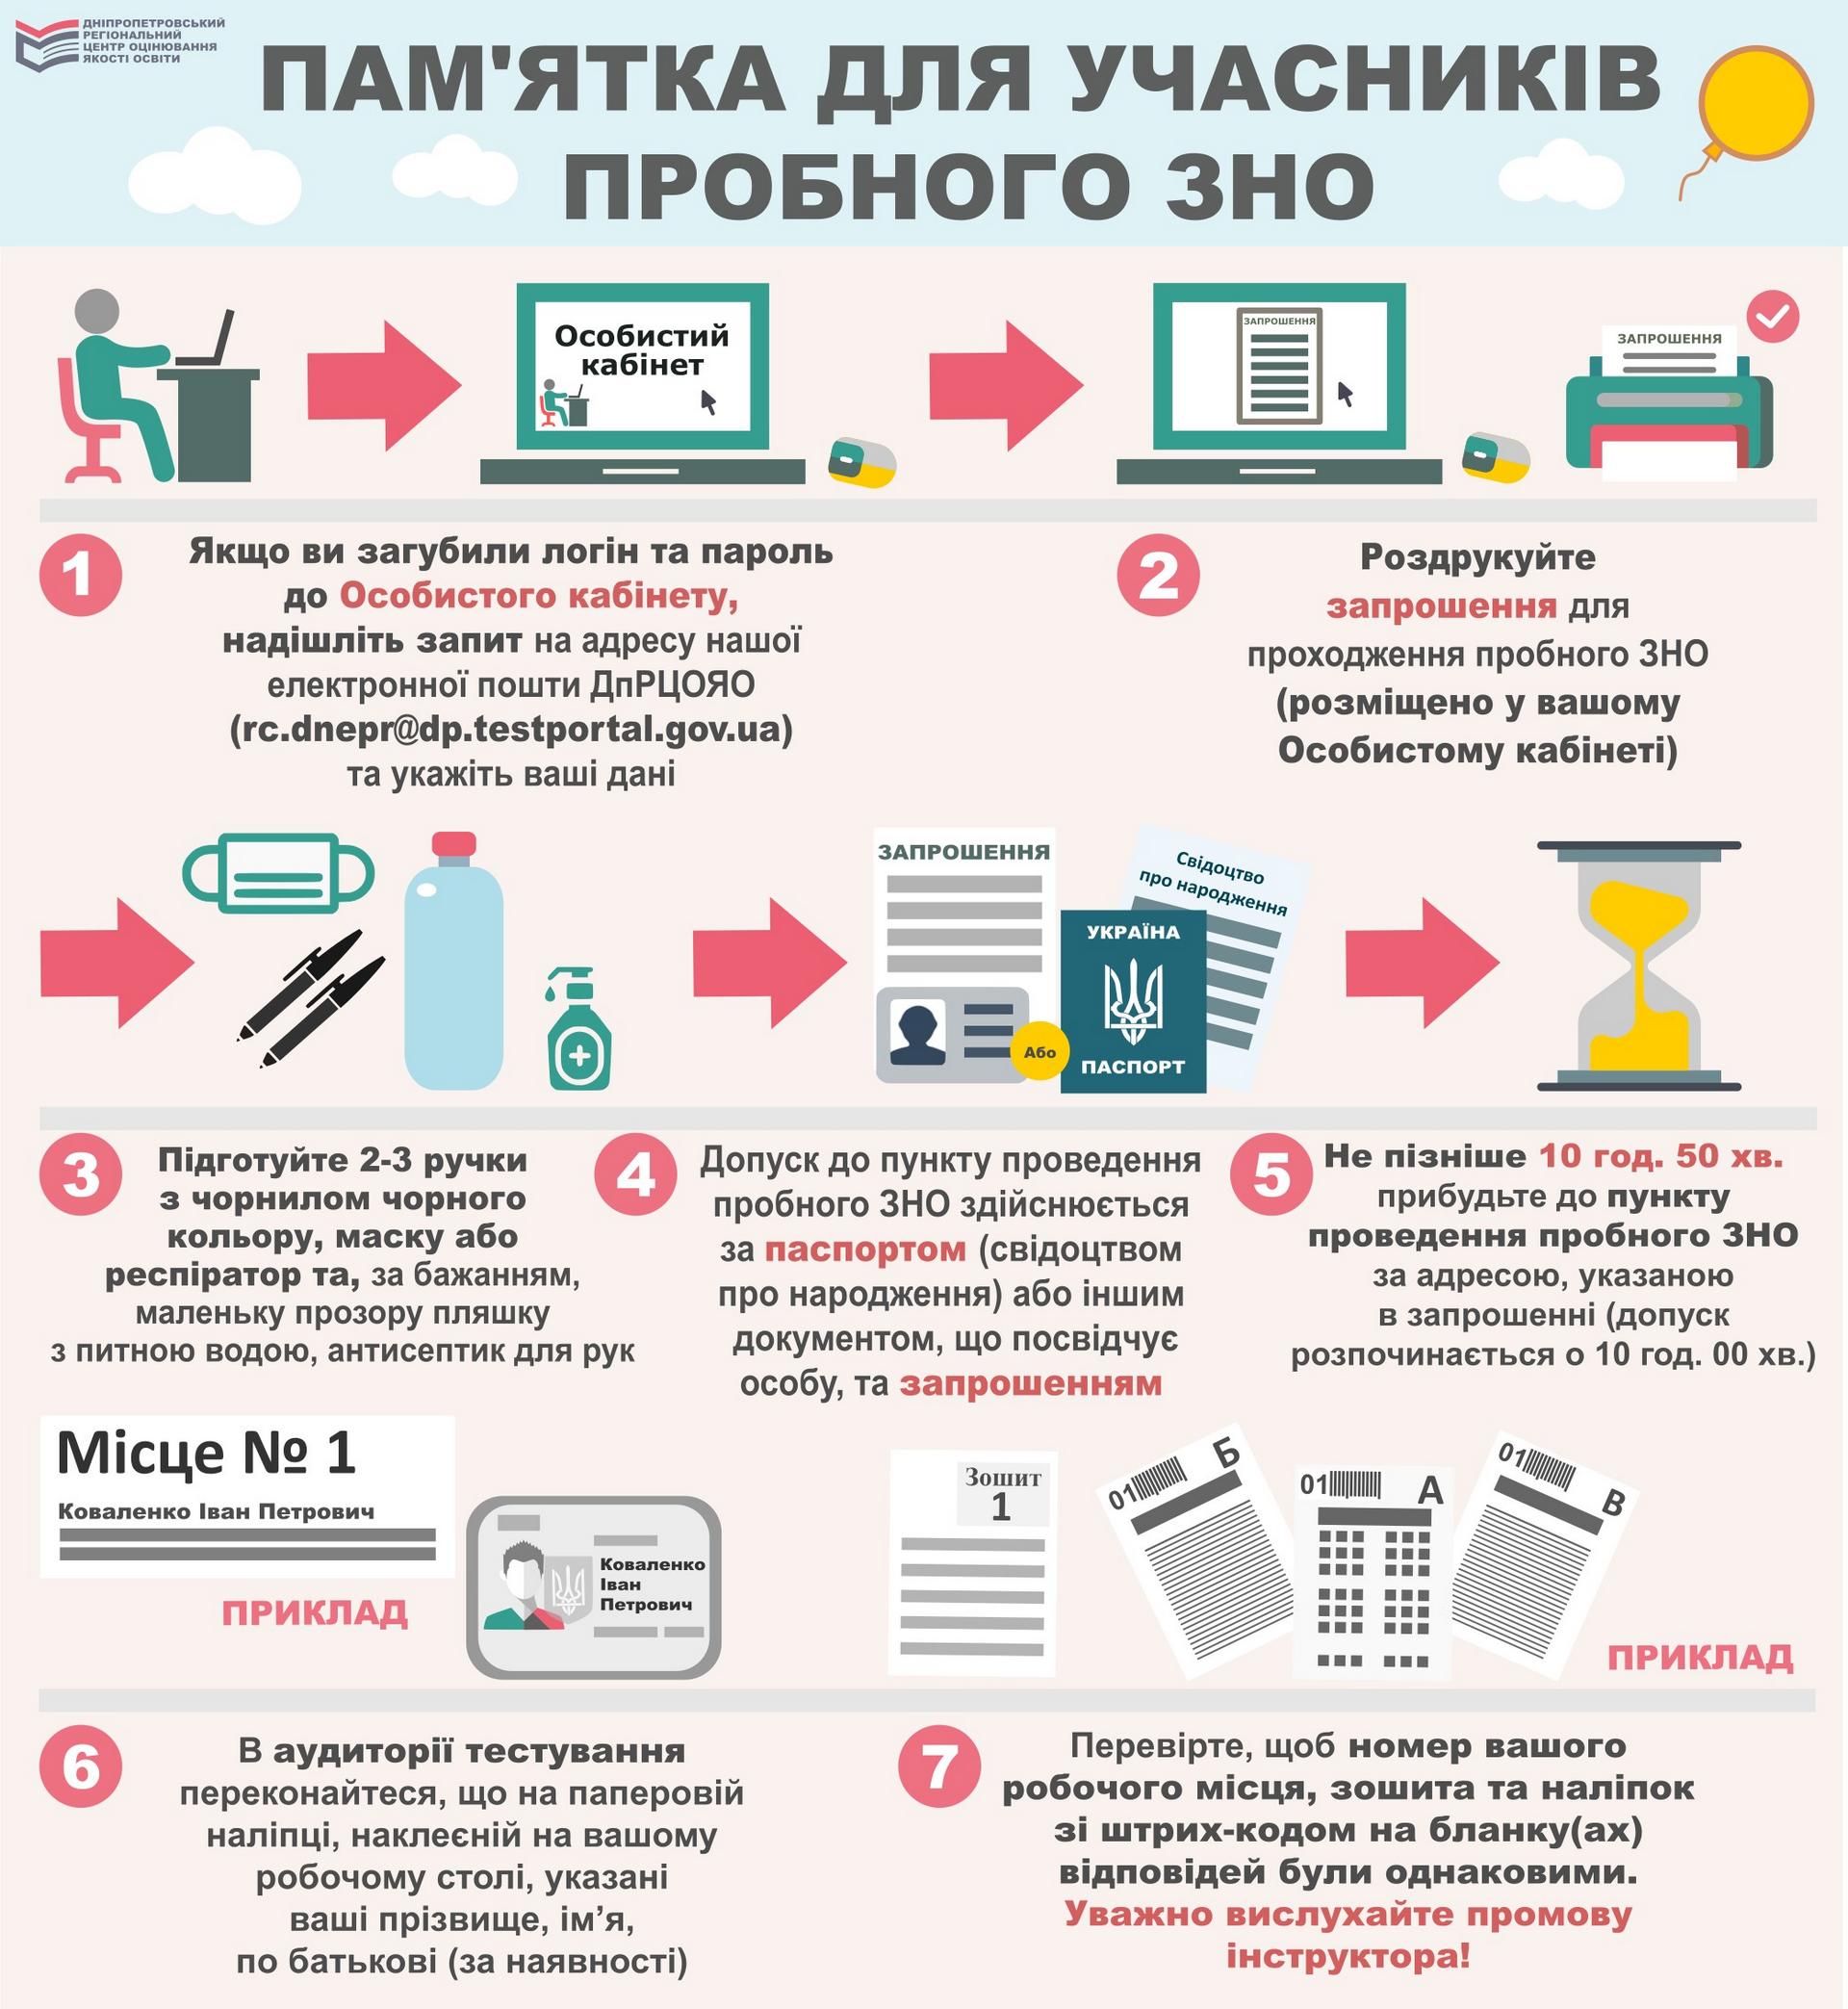 ДНІПРОПЕТРОВСЬКИЙ
РЕГІОНАЛЬНИЙ
ЦЕНТР ОЦІНЮВАННЯ
ЯКОСТІ ОСВІТИ
ПАМ'ЯТКА ДЛЯ УЧАСНИКІВ
ПРОБНОГО ЗНО
Особистий
кабінет
ЗАПРОШЕННЯ
ЗАПРОШЕННЯ
1
Якщо ви загубили логін та пароль
до Особистого кабінету,
надішліть запит на адресу нашої
електронної пошти ДпРЦОЯО
(rc.dnepr@dp.testportal.gov.ua)
та укажіть ваші дані
2
Роздрукуйте
запрошення для
проходження пробного ЗНО
(розміщено у вашому
Особистому кабінеті)
ЗАПРОШЕННЯ
Або
УКРАЇНА
ПАСПОРТ
Свідоцтво
про народження
3
Підготуйте 2-3 ручки
з чорнилом чорного
кольору, маску або
респіратор та, за бажанням,
маленьку прозору пляшку
з питною водою, антисептик для рук
4
Допуск до пункту проведення
пробного ЗНО здійснюється
за паспортом (свідоцтвом
про народження) або іншим
документом, що посвідчує
особу, та запрошенням
5
Не пізніше 10 год. 50 хв.
прибудьте до пункту
проведення пробного ЗНО
за адресою, указаною
в запрошенні (допуск
розпочинається о 10 год. 00 хв.)
Місце № 1
Коваленко Іван Петрович
ПРИКЛАД
Коваленко
Іван
Петрович
Зошит
1
01
Б
01
А
01
В
ПРИКЛАД
6
В аудиторії тестування
переконайтеся, що на паперовій
наліпці, наклеєній на вашому
робочому столі, указані
ваші прізвище, ім’я,
по батькові (за наявності)
7
Перевірте, щоб номер вашого
робочого місця, зошита та наліпок
зі штрих-кодом на бланку(ах)
відповідей були однаковими.
Уважно вислухайте промову
інструктора!